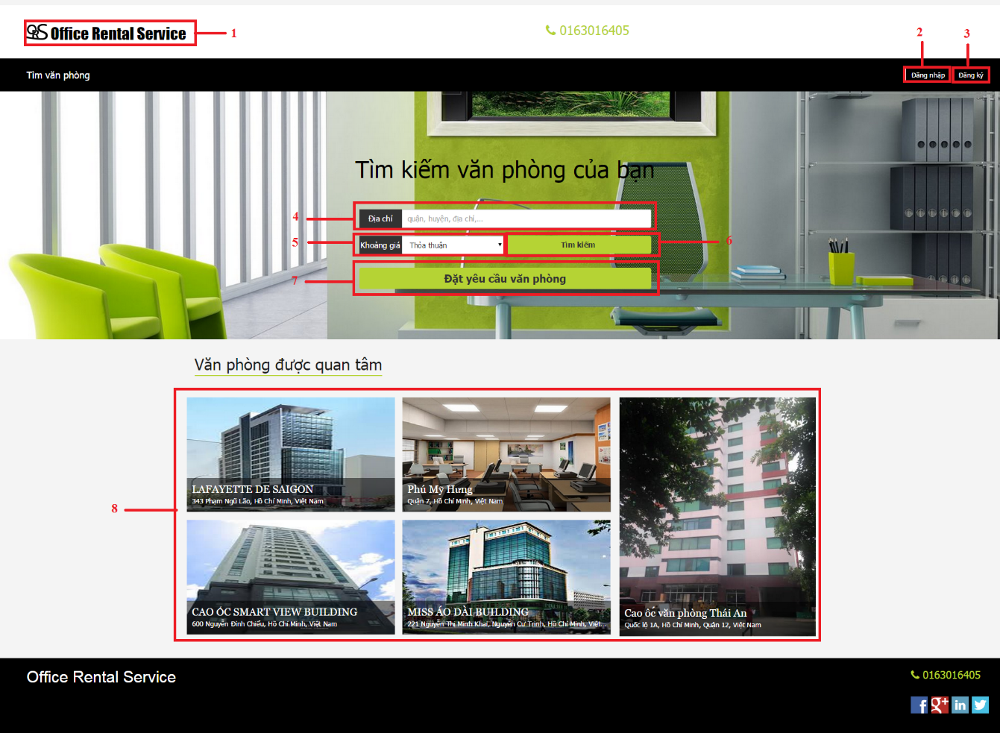 ORS Office Rental Service
1
0163016405
2
3
Tìm văn phòng
Đăng nhập
Đăng ký
Tìm kiếm văn phòng của bạn
4
Địa chỉ
quận, huyện, địa chỉ,...
5
Khoảng giá
Thỏa thuận
Tìm kiếm
6
7
Đặt yêu cầu văn phòng
Văn phòng được quan tâm
8
LAFAYETTE DE SAIGON
343 Phạm Ngũ Lão, Hồ Chí Minh, Việt Nam
Phú Mỹ Hưng
Quận 7, Hồ Chí Minh, Việt Nam
CAO ỐC SMART VIEW BUILDING
600 Nguyễn Đình Chiểu, Hồ Chí Minh, Việt Nam
MISS ÁO DÀI BUILDING
221 Nguyễn Thị Minh Khai, Nguyễn Cư Trinh, Hồ Chí Minh, Việt...
Cao ốc văn phòng Thái An
Quốc lộ 1A, Hồ Chí Minh, Quận 12, Việt Nam
Office Rental Service
0163016405
f
g+
in